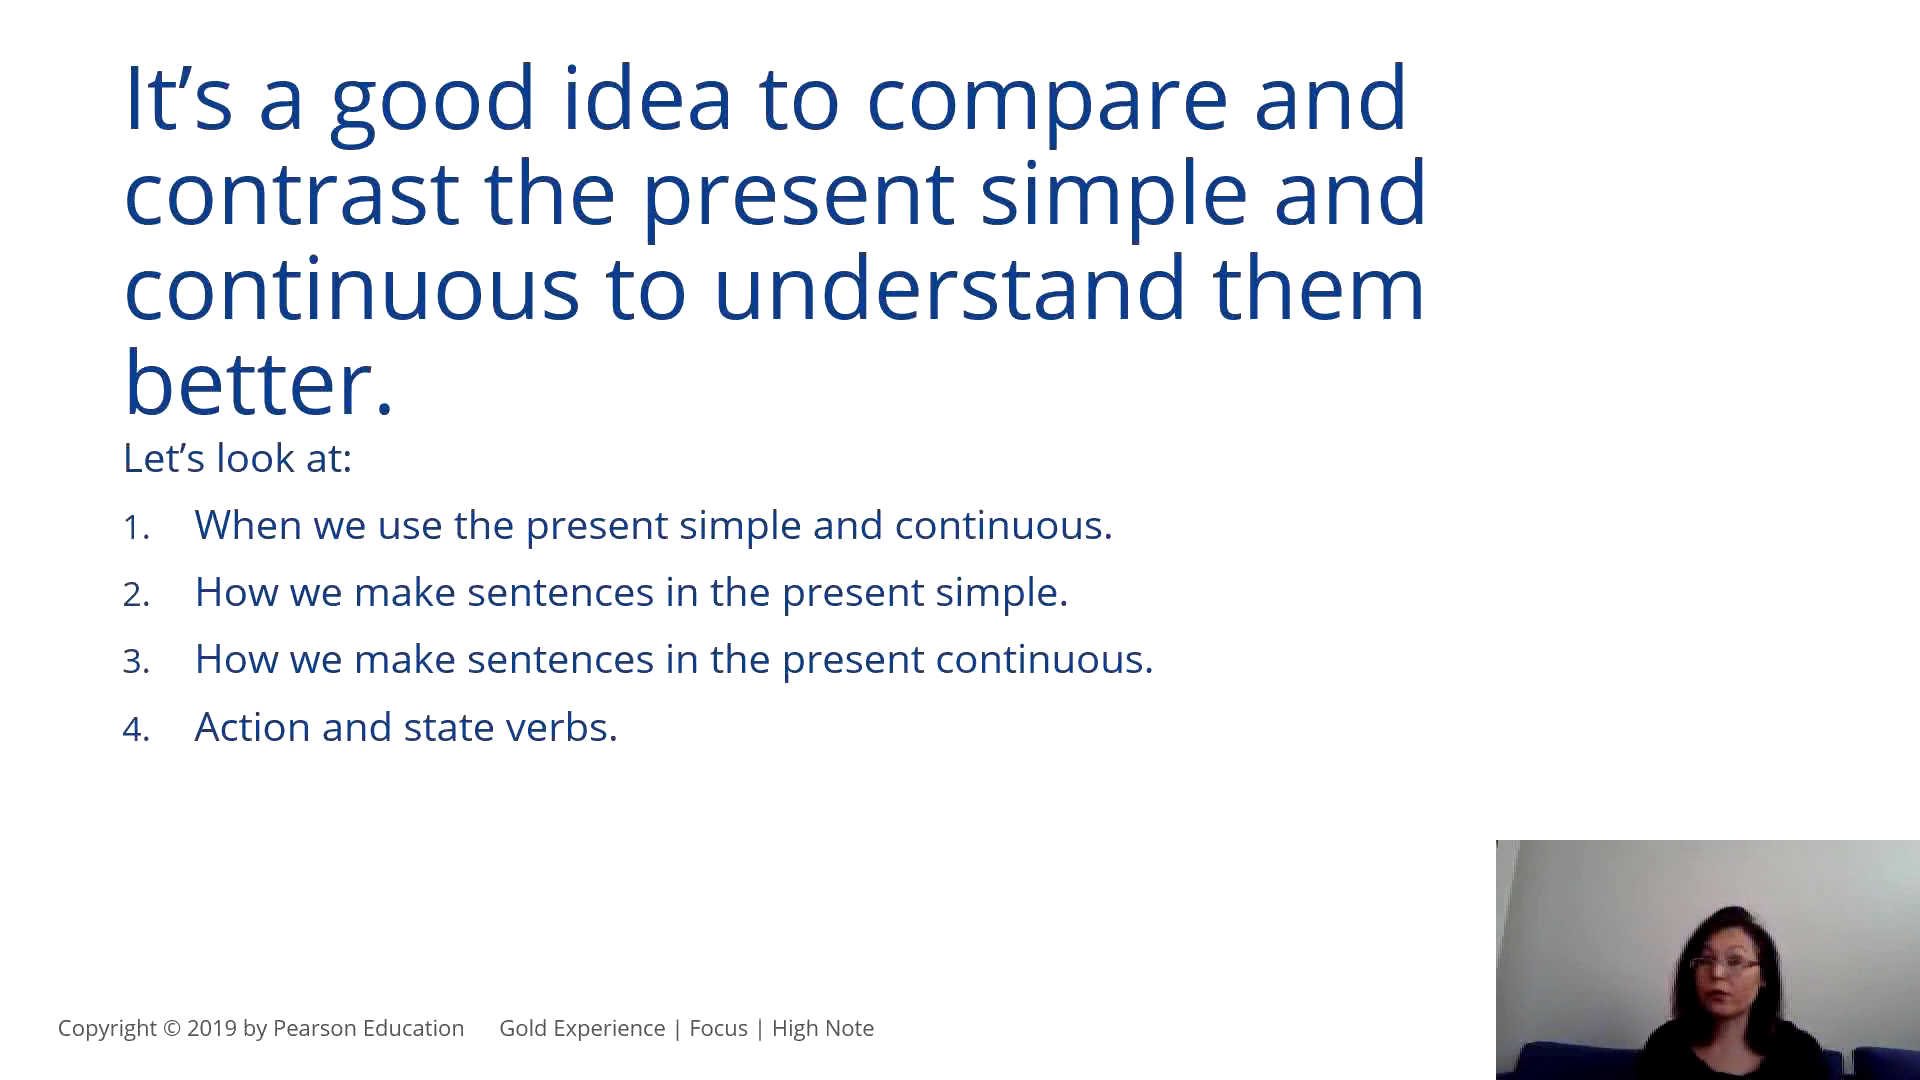 It’s a good idea to compare and
contrast the present simple and
continuous to understand them
better.
Let’s look at:
1. When we use the present simple and continuous.
2. How we make sentences in the present simple.
3. How we make sentences in the present continuous.
4. Action and state verbs.
Copyright © 2019 by Pearson Education Gold Experience | Focus | High Note